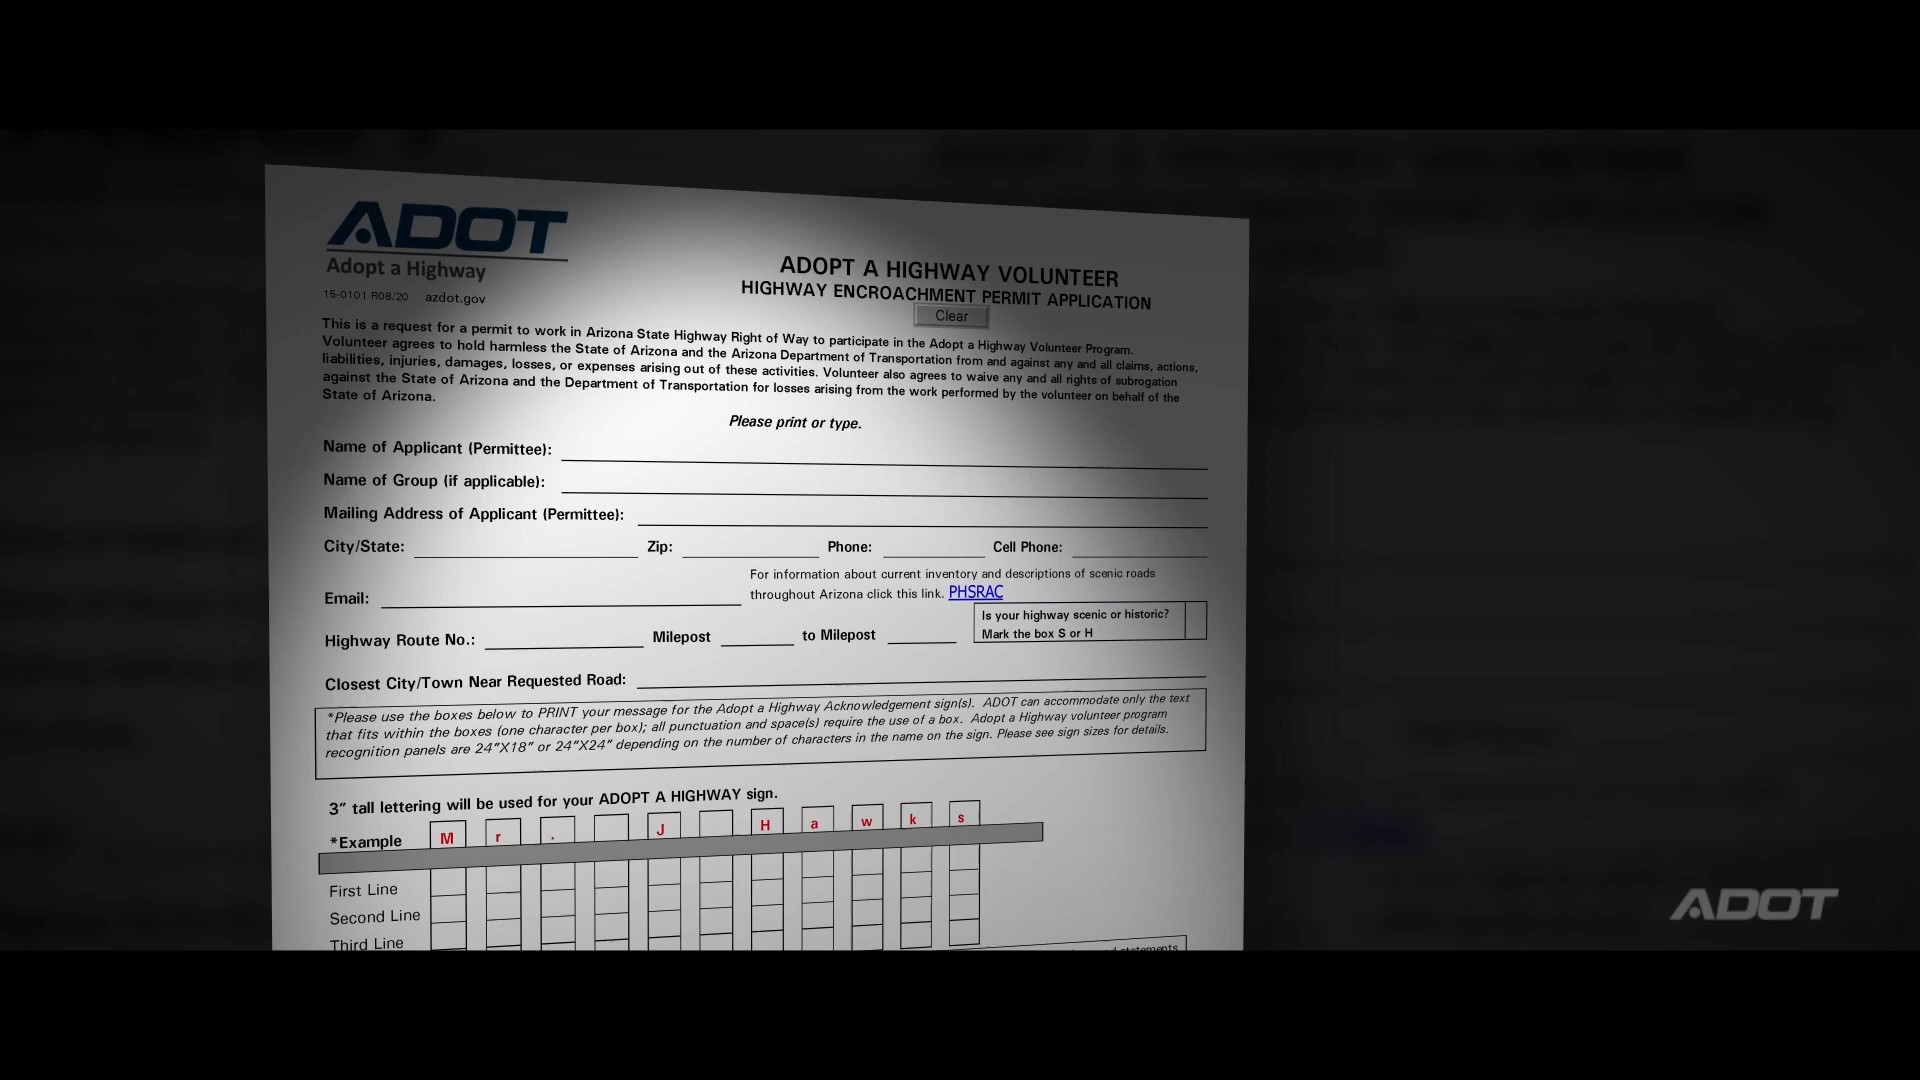 ADOT
Adopt a Highway
15-0101 R08/20 azdot.gov
ADOPT A HIGHWAY VOLUNTEER
HIGHWAY ENCROACHMENT PERMIT APPLICATION
Clear
This is a request for a permit to work in Arizona State Highway Right of Way to participate in the Adopt a Highway Volunteer Program.
Volunteer agrees to hold harmless the State of Arizona and the Arizona Department of Transportation from and against any and all claims, actions,
liabilities, injuries, damages, losses, or expenses arising out of these activities. Volunteer also agrees to waive any and all rights of subrogation
against the State of Arizona and the Department of Transportation for losses arising from the work performed by the volunteer on behalf of the
State of Arizona.
Please print or type.
Name of Applicant (Permittee):
Name of Group (if applicable):
Mailing Address of Applicant (Permittee):
City/State: Zip: Phone: Cell Phone:
For information about current inventory and descriptions of scenic roads
throughout Arizona click this link. PHSRAC
Email:
Is your highway scenic or historic?
Mark the box S or H
Highway Route No.: Milepost to Milepost
Closest City/Town Near Requested Road:
*Please use the boxes below to PRINT your message for the Adopt a Highway Acknowledgement sign(s). ADOT can accommodate only the text
that fits within the boxes (one character per box); all punctuation and space(s) require the use of a box. Adopt a Highway volunteer program
recognition panels are 24”X18” or 24”X24” depending on the number of characters in the name on the sign. Please see sign sizes for details.
3” tall lettering will be used for your ADOPT A HIGHWAY sign.
*Example M r . J H a w k s
First Line
Second Line
Third Line
statements
ADOT